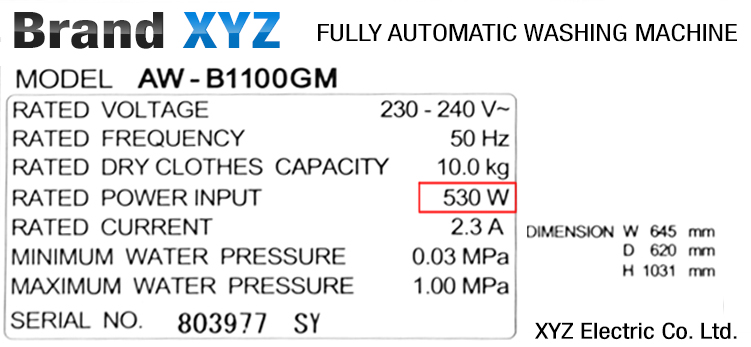 Brand XYZ FULLY AUTOMATIC WASHING MACHINE
MODEL AW - B1100GM
RATED VOLTAGE 230 - 240 V~
RATED FREQUENCY 50 Hz
RATED DRY CLOTHES CAPACITY 10.0 kg
RATED POWER INPUT 530 W
RATED CURRENT 2.3 A
MINIMUM WATER PRESSURE 0.03 MPa
MAXIMUM WATER PRESSURE 1.00 MPa
SERIAL NO. 803977 SY
DIMENSION W 645 mm
D 620 mm
H 1031 mm
XYZ Electric Co. Ltd.